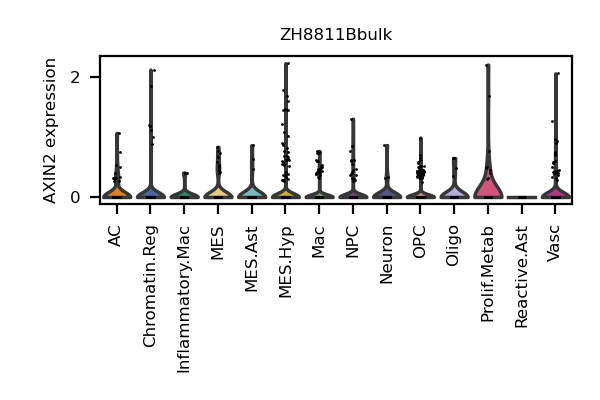 ZH8811Bbulk
AXIN2 expression
2
0
AC
Chromatin.Reg
Inflammatory.Mac
MES
MES.Ast
MES.Hyp
Mac
NPC
Neuron
OPC
Oligo
Prolif.Metab
Reactive.Ast
Vasc